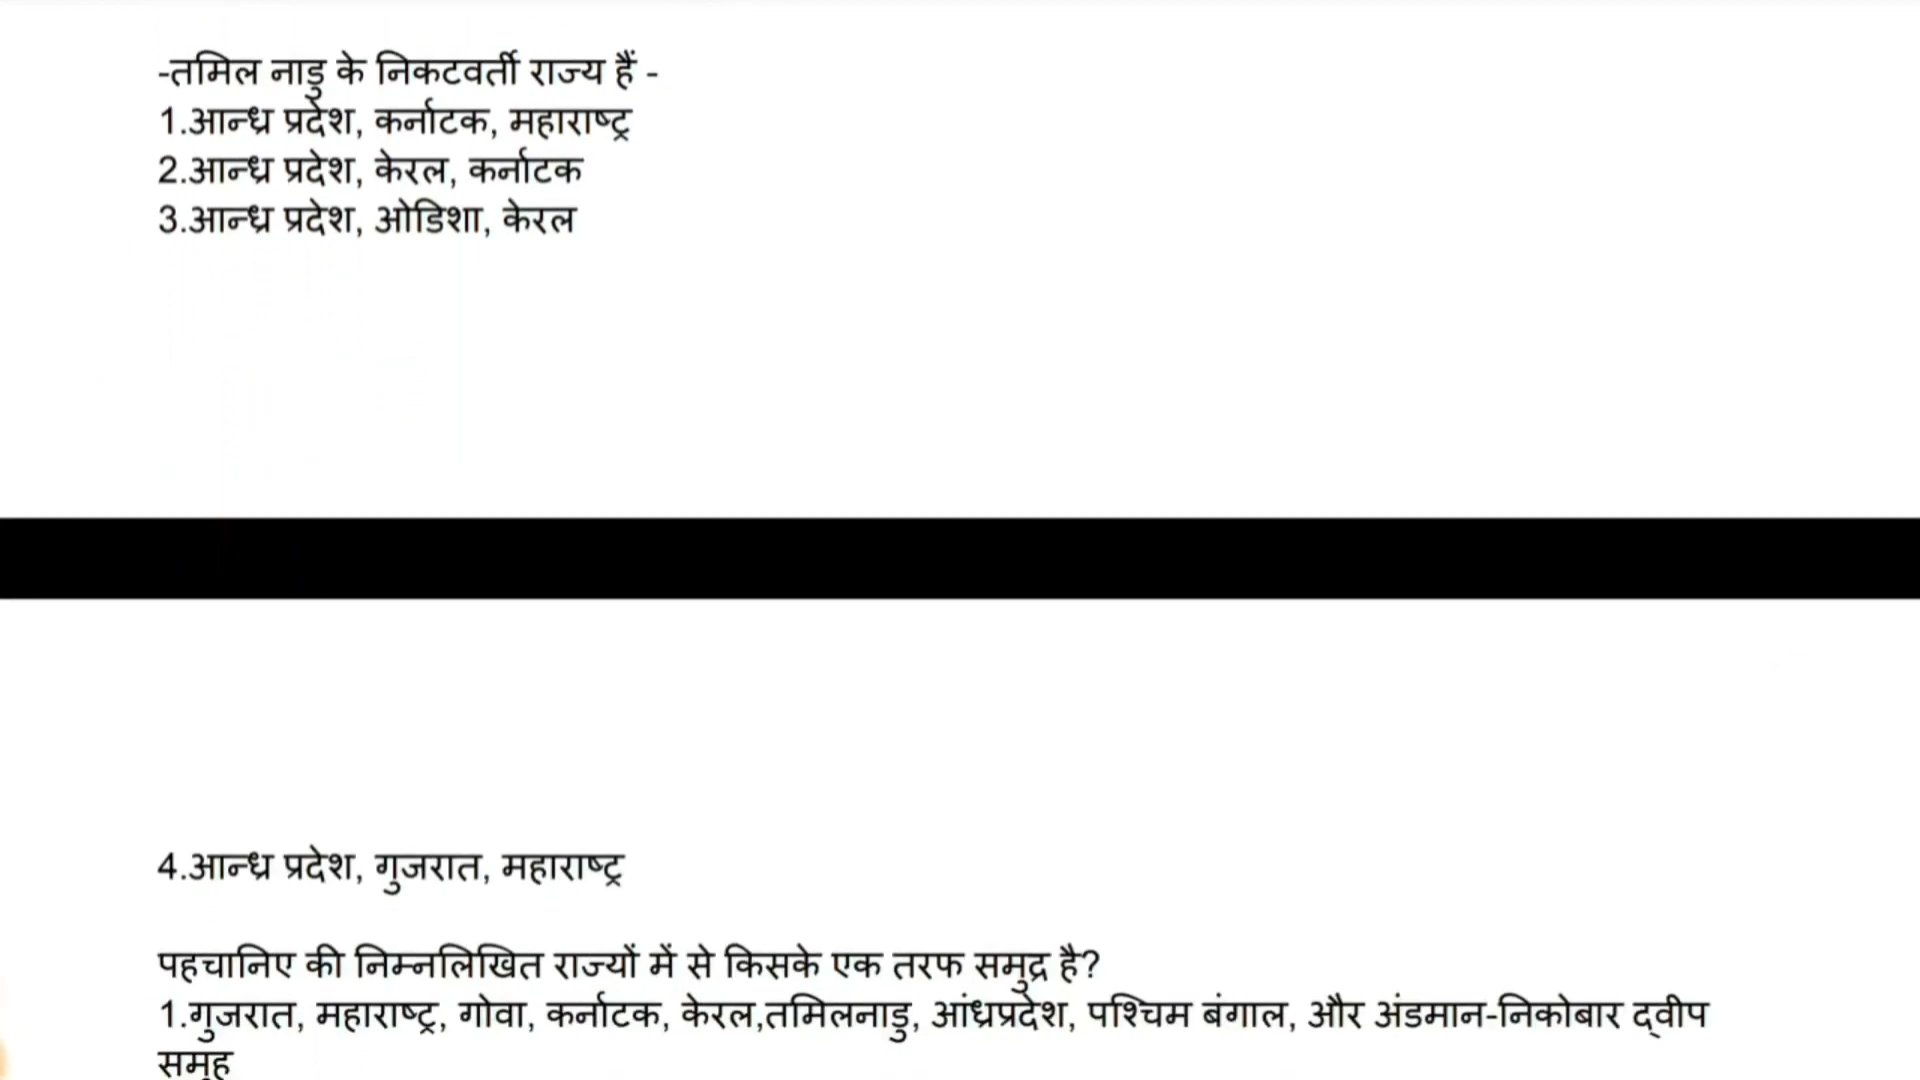 -तमिल नाडु के निकटवर्ती राज्य हैं -
1.आन्ध्र प्रदेश, कर्नाटक, महाराष्ट्र
2.आन्ध्र प्रदेश, केरल, कर्नाटक
3.आन्ध्र प्रदेश, ओडिशा, केरल
4.आन्ध्र प्रदेश, गुजरात, महाराष्ट्र
पहचानिए की निम्नलिखित राज्यों में से किसके एक तरफ समुद्र है?
1.गुजरात, महाराष्ट्र, गोवा, कर्नाटक, केरल,तमिलनाडु, आंध्रप्रदेश, पश्चिम बंगाल, और अंडमान-निकोबार द्वीप
समूह